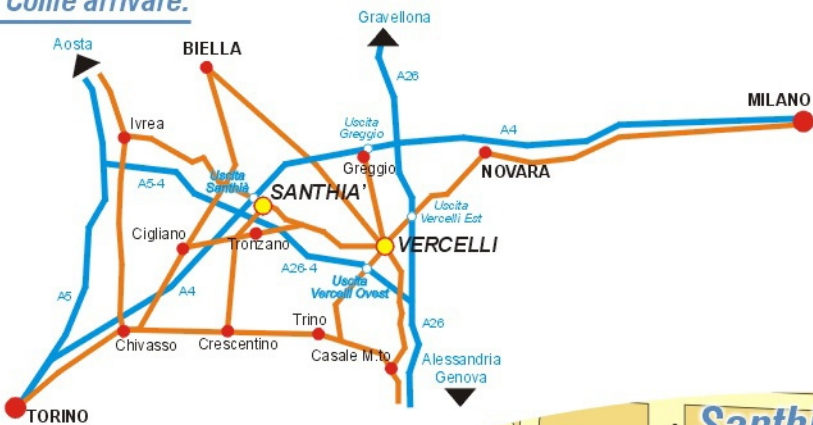 Come arrivare:
Gravellona
Aosta
BIELLA
A26
MILANO
Ivrea
Uscita
Greggio
A4
Greggio
NOVARA
A5-4
Uscita
Santhià
SANTHIA'
Uscita
Vercelli Est
Cigliano
Tronzano
VERCELLI
A26-4
Uscita
Vercelli Ovest
A5
A4
Trino
A26
Chivasso
Crescentino
Casale M.to
Alessandria
Genova
TORINO